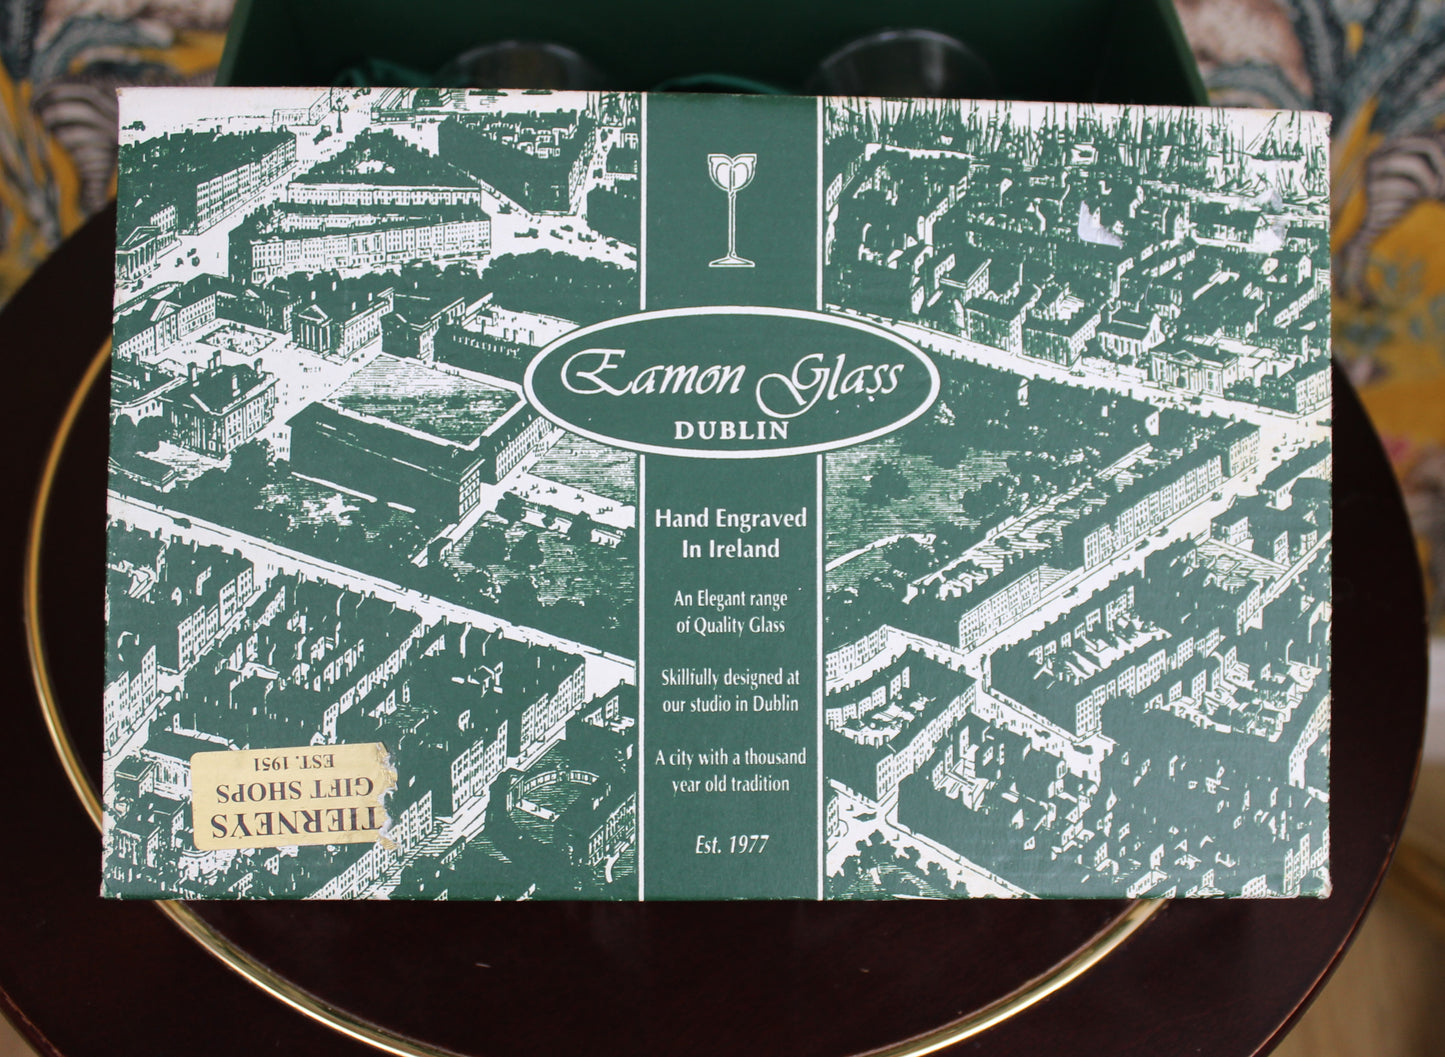 Eamon Glass
DUBLIN
Hand Engraved
In Ireland
An Elegant range
of Quality Glass
Skillfully designed at
our studio in Dublin
A city with a thousand
year old tradition
Est. 1977
TIERNEYS
GIFT SHOPS
EST. 1951